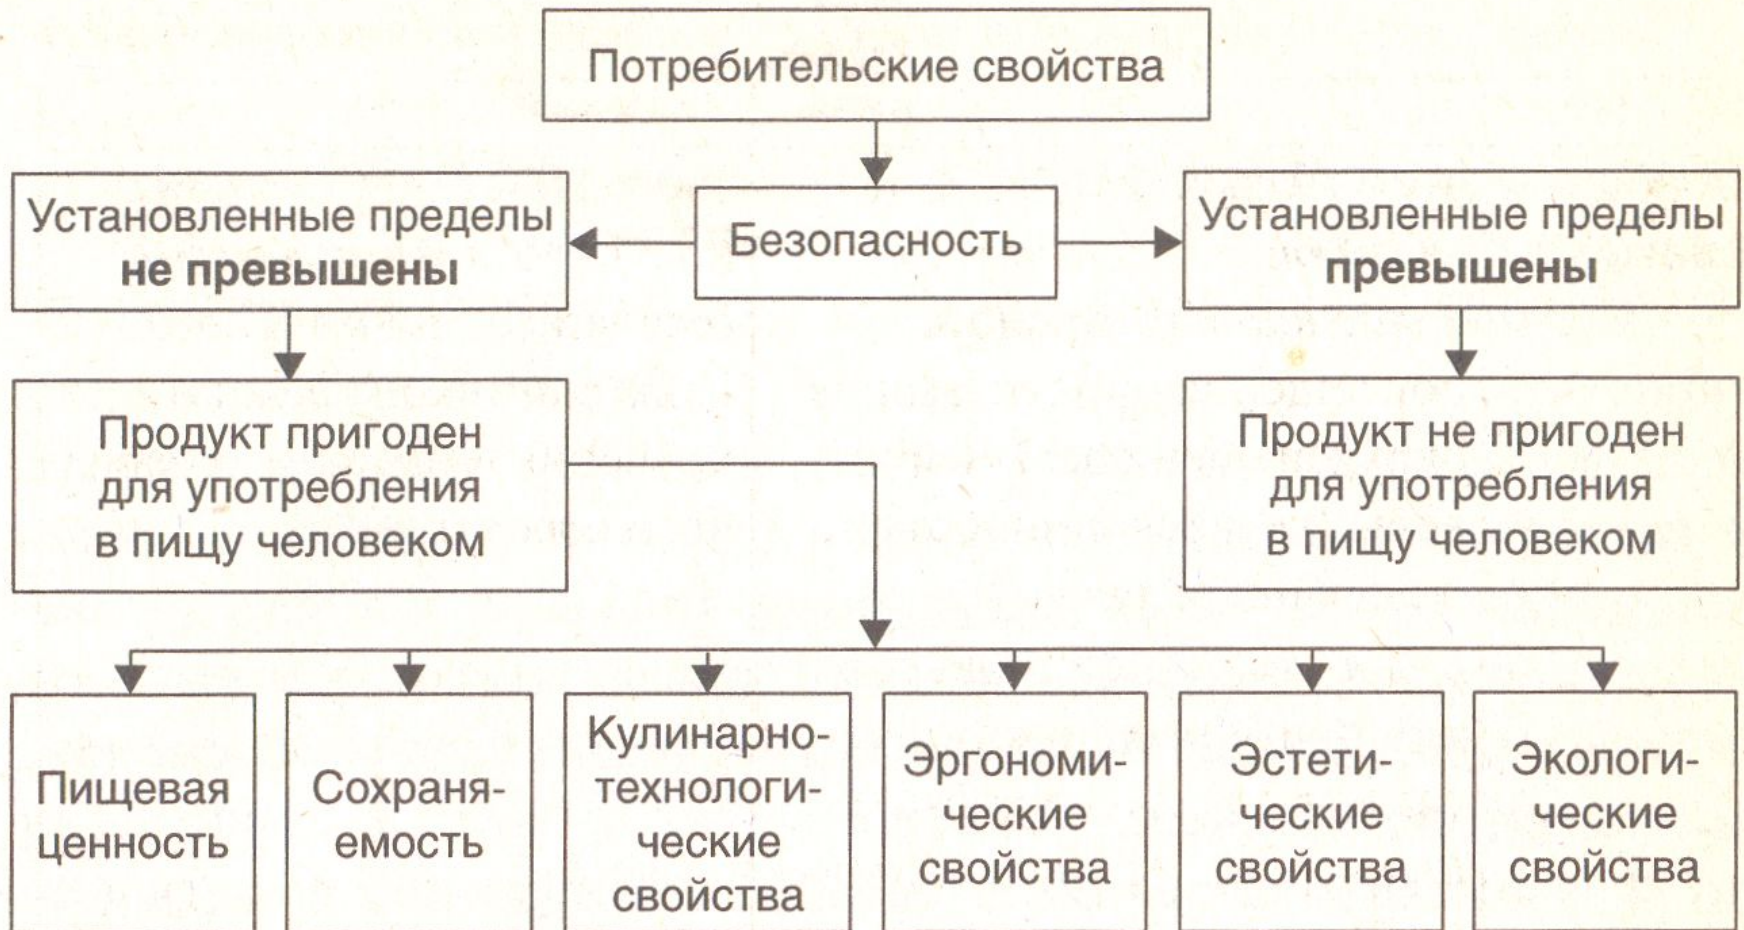 Потребительские свойства
Установленные пределы
не превышены
Безопасность
Установленные пределы
превышены
Продукт пригоден
для употребления
в пищу человеком
Продукт не пригоден
для употребления
в пищу человеком
Пищевая
ценность
Сохраня-
емость
Кулинарно-
технологи-
ческие
свойства
Эргономи-
ческие
свойства
Эстети-
ческие
свойства
Экологи-
ческие
свойства